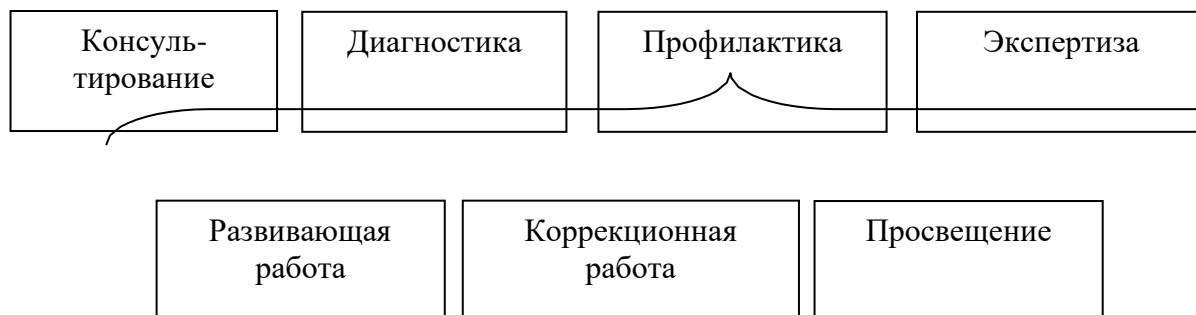 Консуль-
тирование
Диагностика
Профилактика
Экспертиза
Развивающая
работа
Коррекционная
работа
Просвещение